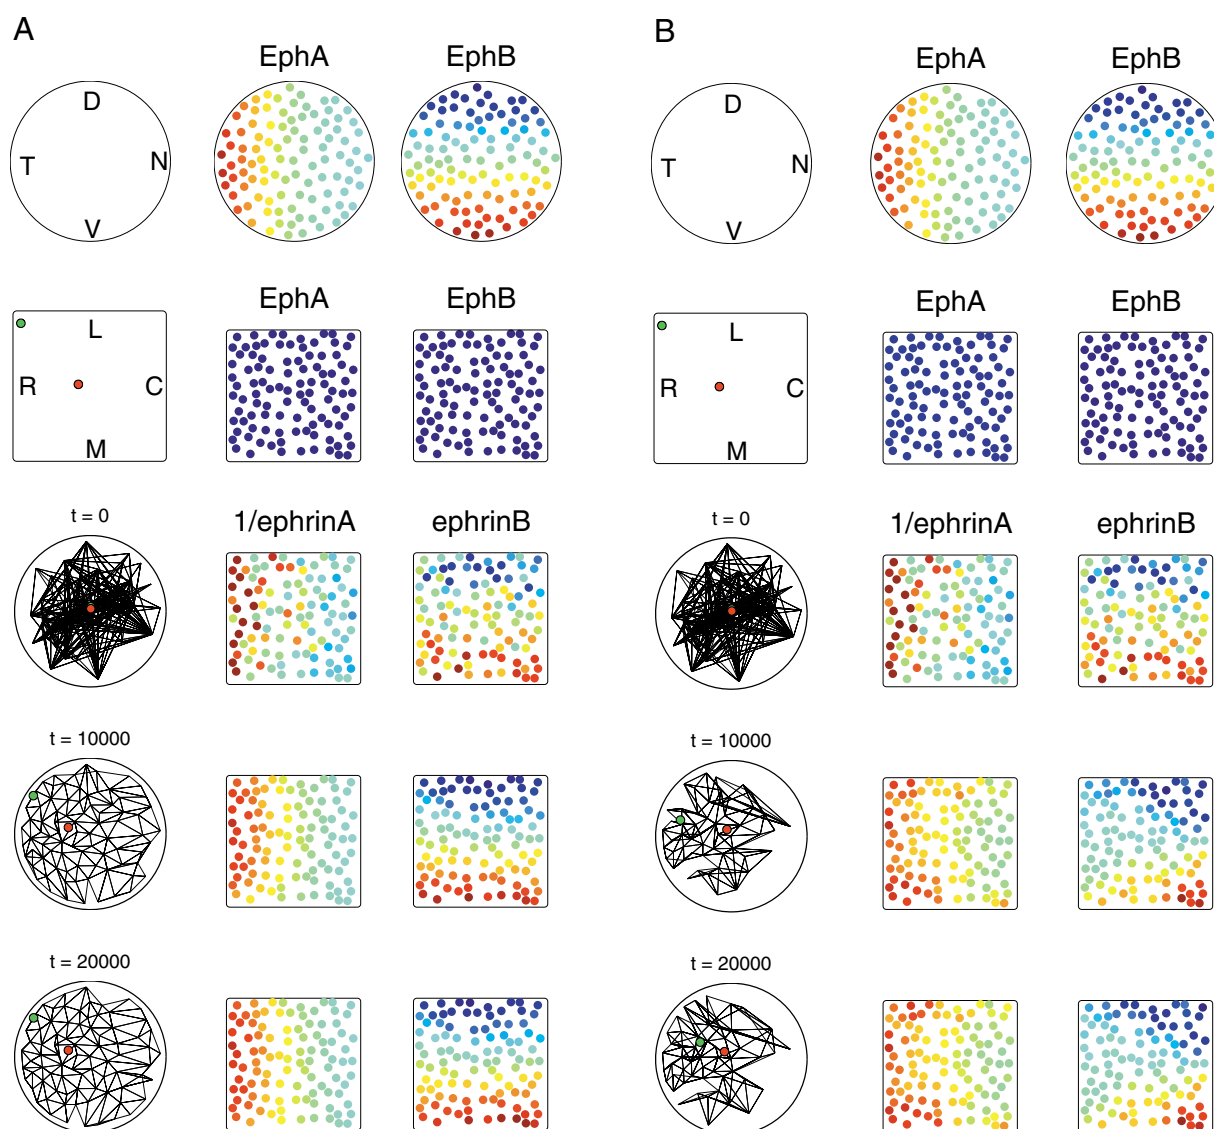 A
B
EphA
EphB
EphA
EphB
D
T
N
V
D
T
N
V
EphA
EphB
EphA
EphB
L
R
C
M
L
R
C
M
t = 0
1/ephrinA
ephrinB
t = 0
1/ephrinA
ephrinB
t = 10000
t = 10000
t = 20000
t = 20000